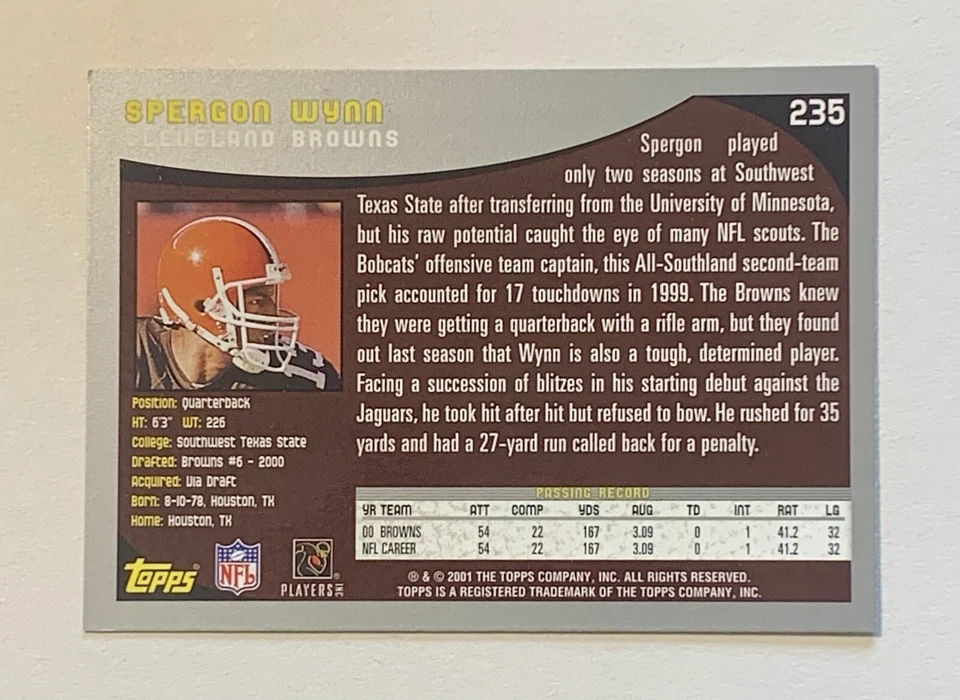 SPERGON WYNN
CLEVELAND BROWNS
235
Spergon played
only two seasons at Southwest
Texas State after transferring from the University of Minnesota,
but his raw potential caught the eye of many NFL scouts. The
Bobcats' offensive team captain, this All-Southland second-team
pick accounted for 17 touchdowns in 1999. The Browns knew
they were getting a quarterback with a rifle arm, but they found
out last season that Wynn is also a tough, determined player.
Facing a succession of blitzes in his starting debut against the
Jaguars, he took hit after hit but refused to bow. He rushed for 35
yards and had a 27-yard run called back for a penalty.
Position: Quarterback
HT: 6'3" WT: 226
College: Southwest Texas State
Drafted: Browns #6 - 2000
Acquired: Via Draft
Born: 8-10-78, Houston, TX
Home: Houston, TX
PASSING RECORD
YR TEAM ATT COMP YDS AVG TD INT RAT LG
00 BROWNS 54 22 167 3.09 0 1 41.2 32
NFL CAREER 54 22 167 3.09 0 1 41.2 32
Topps®
NFL
PLAYERS INC
® & © 2001 THE TOPPS COMPANY, INC. ALL RIGHTS RESERVED.
TOPPS IS A REGISTERED TRADEMARK OF THE TOPPS COMPANY, INC.